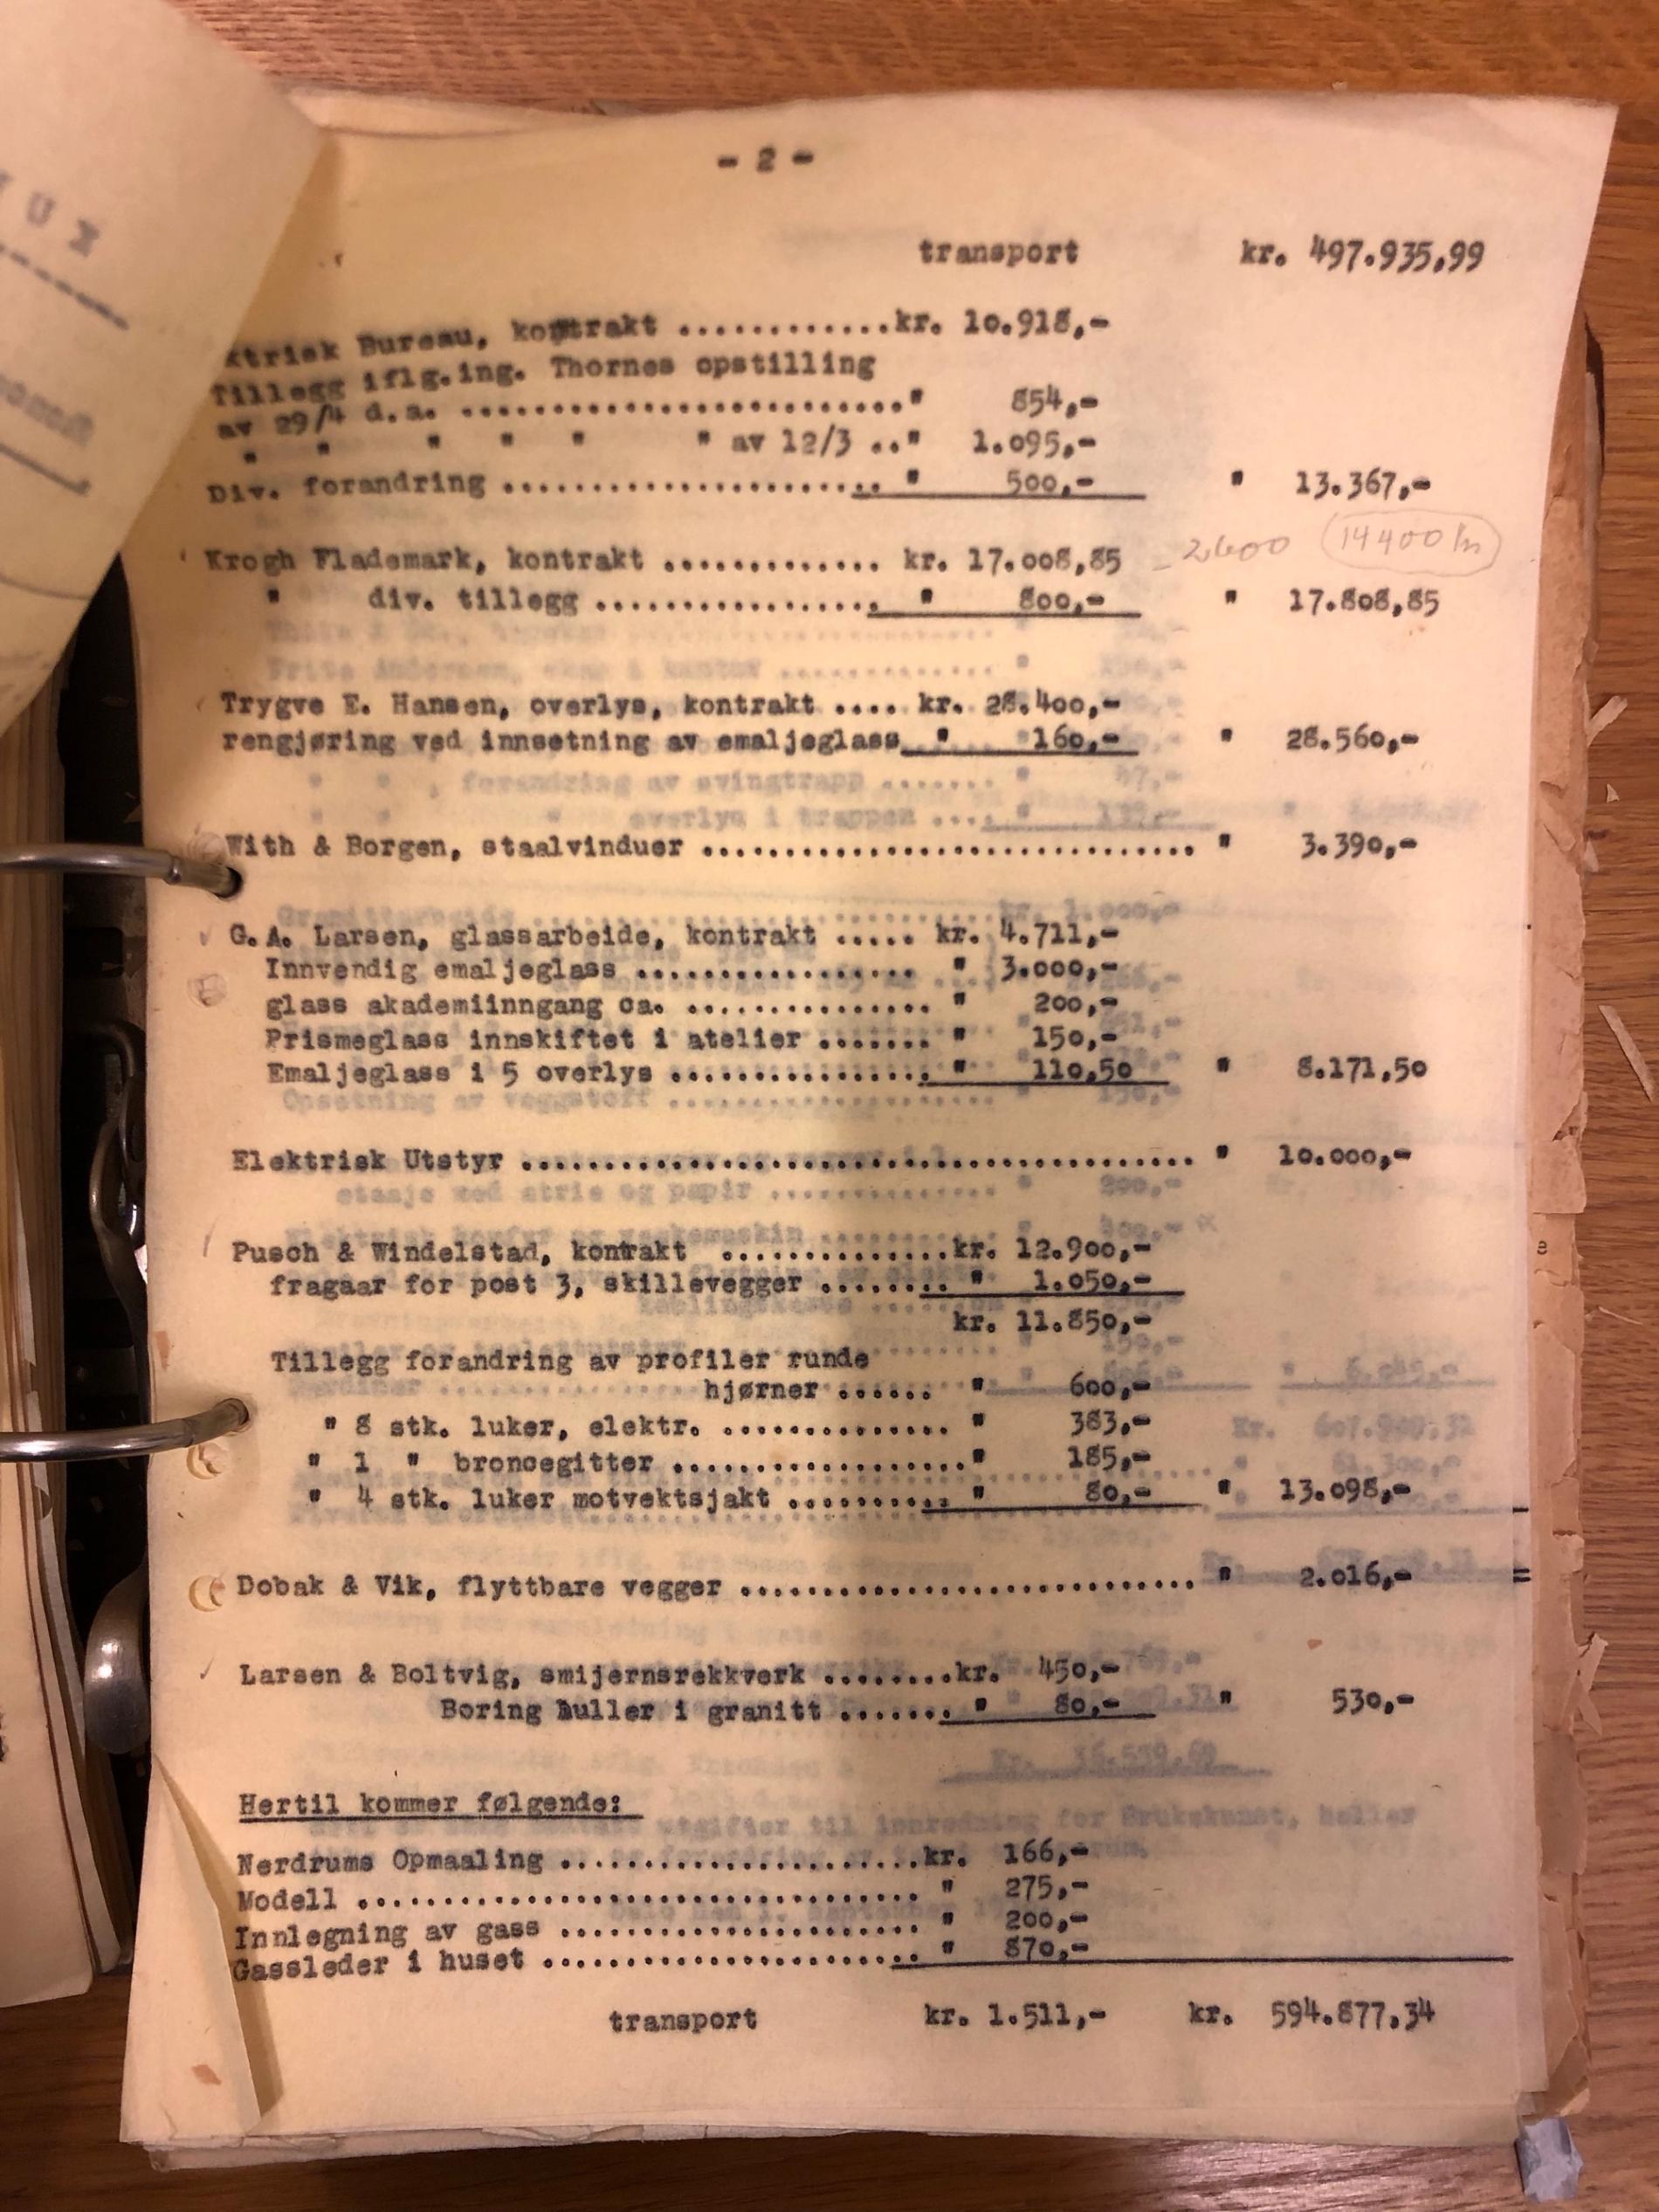 - 2 -
transport kr. 497.935,99
ktrisk Bureau, kontrakt ............kr. 10.918,-
Tillegg iflg.ing. Thornes opstilling
av 29/4 d.a. ..........................." 854,-
" " " " " " av 12/3 .." 1.095,-
Div. forandring ....................... " 500,- " 13.367,-
2600 14400
Krogh Flademark, kontrakt ............. kr. 17.008,85
" div. tillegg .................. " 800,- " 17.808,85
Trygve E. Hansen, overlys, kontrakt .... kr. 28.400,-
rengjøring ved innsetning av emaljeglass " 160,- " 28.560,-
With & Borgen, staalvinduer ................................ " 3.390,-
G.A. Larsen, glassarbeide, kontrakt ..... kr. 4.711,-
Innvendig emaljeglass ................. " 3.000,-
glass akademiinngang ca. ............... " 200,-
Prismeglass innskiftet i atelier ....... " 150,-
Emaljeglass i 5 overlys ................ " 110,50 " 8.171,50
Elektrisk Utstyr ........................................... " 10.000,-
Pusch & Windelstad, kontrakt ...............kr. 12.900,-
fragaar for post 3, skillevegger ........ " 1.050,-
kr. 11.850,-
Tillegg forandring av profiler runde
hjørner ...... " 600,-
" 8 stk. luker, elektr. ............... " 383,-
" 1 " broncegitter ..................." 185,-
" 4 stk. luker motvektsjakt .......... " 80,- " 13.098,-
Dobak & Vik, flyttbare vegger ............................. " 2.016,-
Larsen & Boltvig, smijernsrekkverk ........kr. 450,-
Boring huller i granitt ....... " 80,- " 530,-
Hertil kommer følgende:
Nerdrums Opmaaling .......................kr. 166,-
Modell .................................... " 275,-
Innlegning av gass ....................... " 200,-
Gassleder i huset ........................ " 870,-
transport kr. 1.511,- kr. 594.877,34